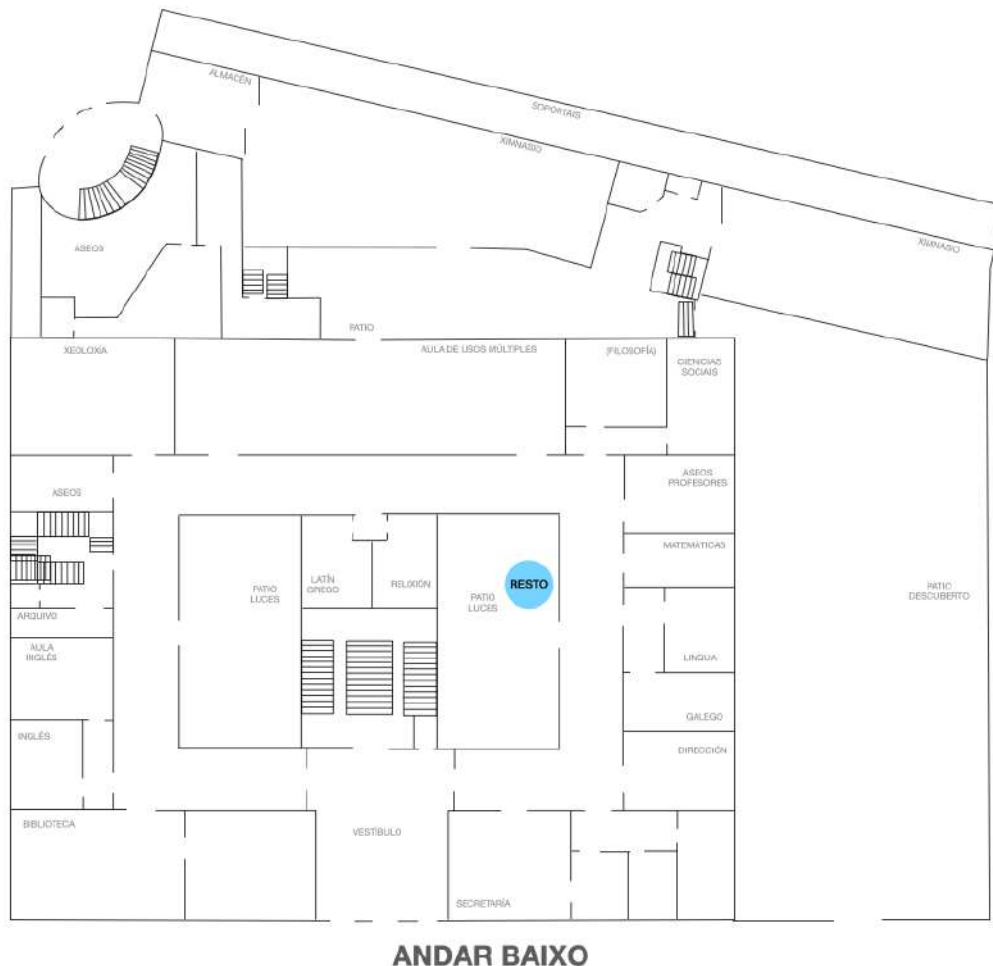 ALMACÉN
SOPORTAIS
XIMNASIO
XIMNASIO
ASEOS
PATIO
XEOLOXÍA
AULA DE USOS MÚLTIPLES
(FILOSOFÍA)
CIENCIAS
SOCIAIS
ASEOS
ASEOS
PROFESORES
MATEMÁTICAS
LATÍN
GRIEGO
RELIXIÓN
PATIO
LUCES
PATIO
LUCES
RESTO
PATIO
DESCUBERTO
ARQUIVO
AULA
INGLÉS
LINGUA
GALEGO
INGLÉS
DIRECCIÓN
BIBLIOTECA
VESTÍBULO
SECRETARÍA
ANDAR BAIXO